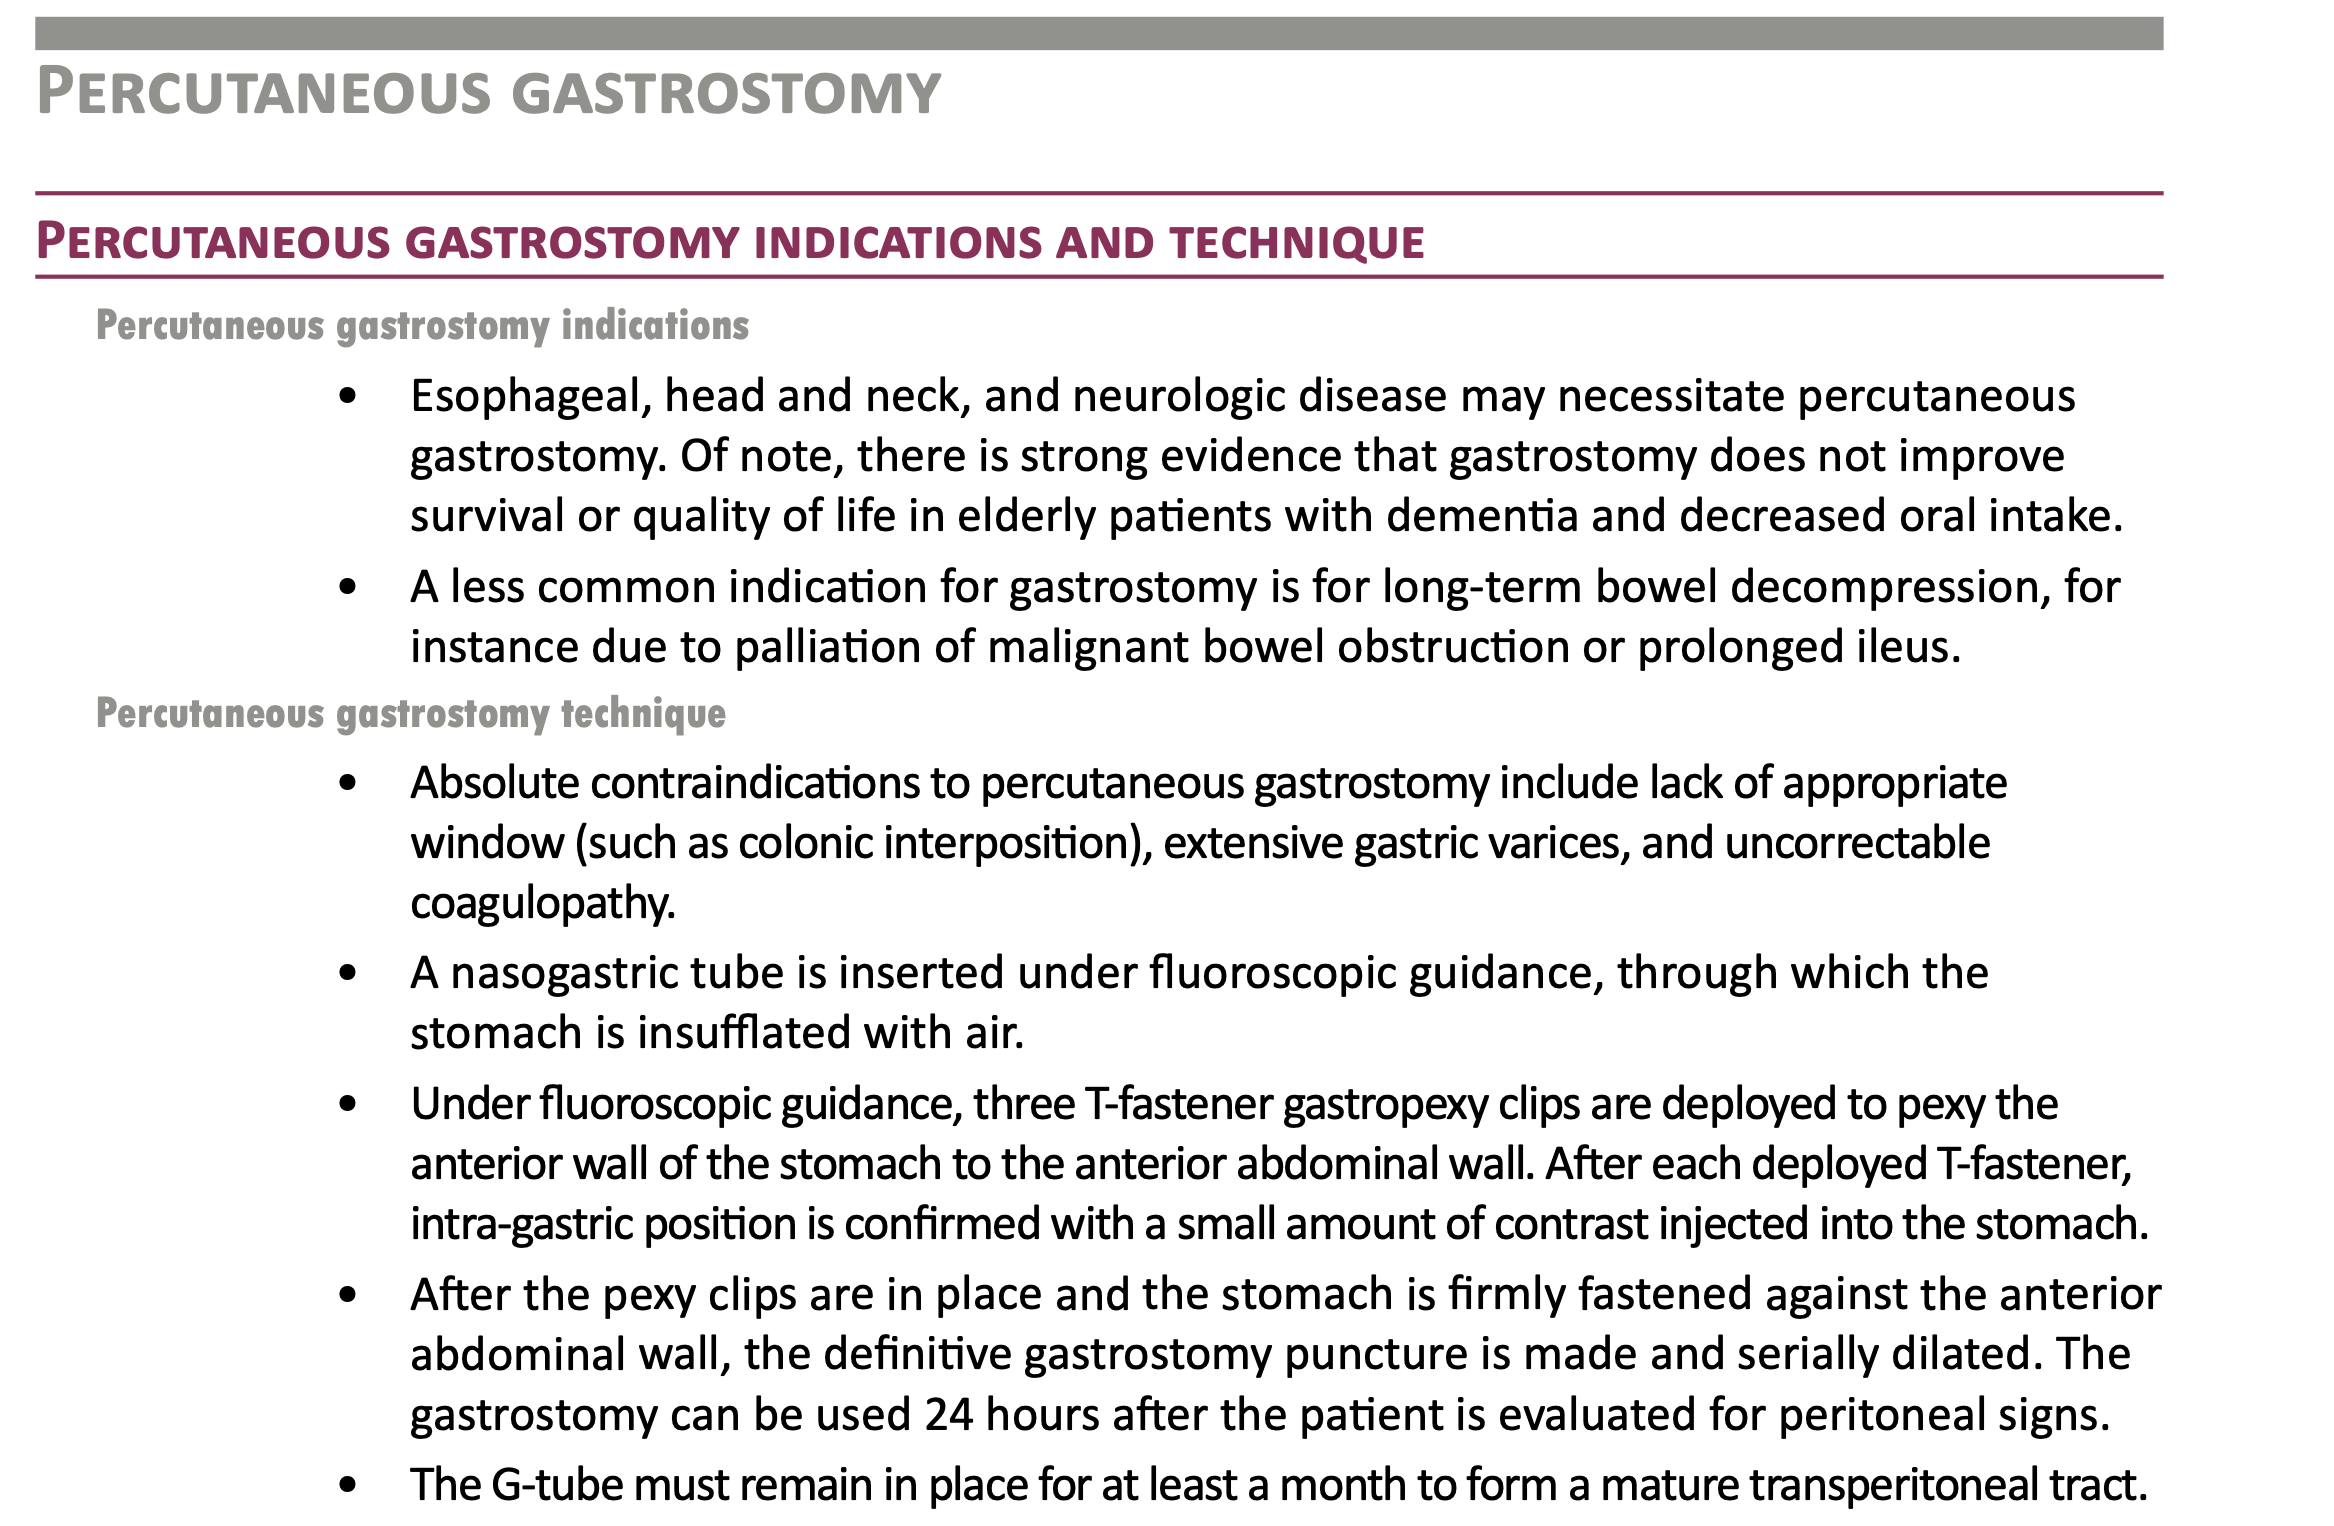 Percutaneous gastrostomy
Percutaneous gastrostomy indications and technique
Percutaneous gastrostomy indications
• Esophageal, head and neck, and neurologic disease may necessitate percutaneous
gastrostomy. Of note, there is strong evidence that gastrostomy does not improve
survival or quality of life in elderly patients with dementia and decreased oral intake.
• A less common indication for gastrostomy is for long-term bowel decompression, for
instance due to palliation of malignant bowel obstruction or prolonged ileus.
Percutaneous gastrostomy technique
• Absolute contraindications to percutaneous gastrostomy include lack of appropriate
window (such as colonic interposition), extensive gastric varices, and uncorrectable
coagulopathy.
• A nasogastric tube is inserted under fluoroscopic guidance, through which the
stomach is insufflated with air.
• Under fluoroscopic guidance, three T-fastener gastropexy clips are deployed to pexy the
anterior wall of the stomach to the anterior abdominal wall. After each deployed T-fastener,
intra-gastric position is confirmed with a small amount of contrast injected into the stomach.
• After the pexy clips are in place and the stomach is firmly fastened against the anterior
abdominal wall, the definitive gastrostomy puncture is made and serially dilated. The
gastrostomy can be used 24 hours after the patient is evaluated for peritoneal signs.
• The G-tube must remain in place for at least a month to form a mature transperitoneal tract.